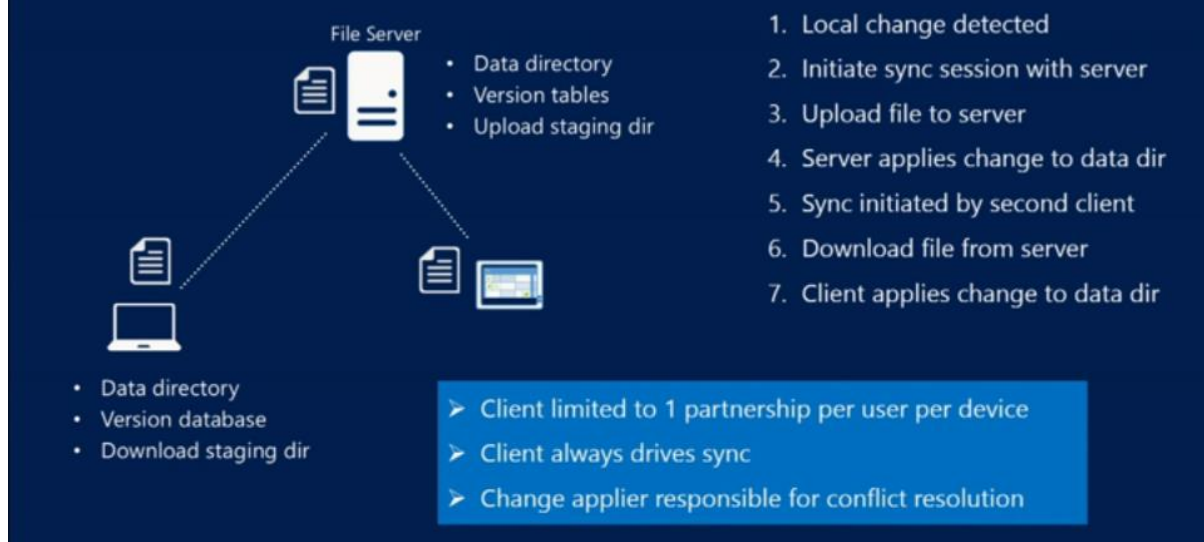 File Server
• Data directory
• Version tables
• Upload staging dir
1. Local change detected
2. Initiate sync session with server
3. Upload file to server
4. Server applies change to data dir
5. Sync initiated by second client
6. Download file from server
7. Client applies change to data dir
• Data directory
• Version database
• Download staging dir
➢ Client limited to 1 partnership per user per device
➢ Client always drives sync
➢ Change applier responsible for conflict resolution